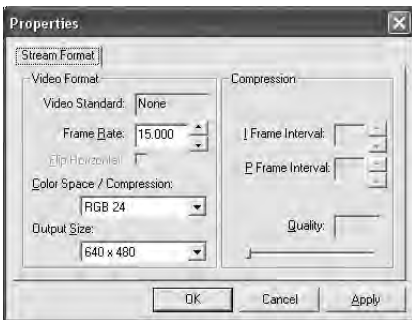 Properties
Stream Format
Video Format
Video Standard: None
Frame Rate: 15.000
Flip Horizontal:
Color Space / Compression:
RGB 24
Output Size:
640 x 480
Compression
I Frame Interval:
P Frame Interval:
Quality:
OK Cancel Apply